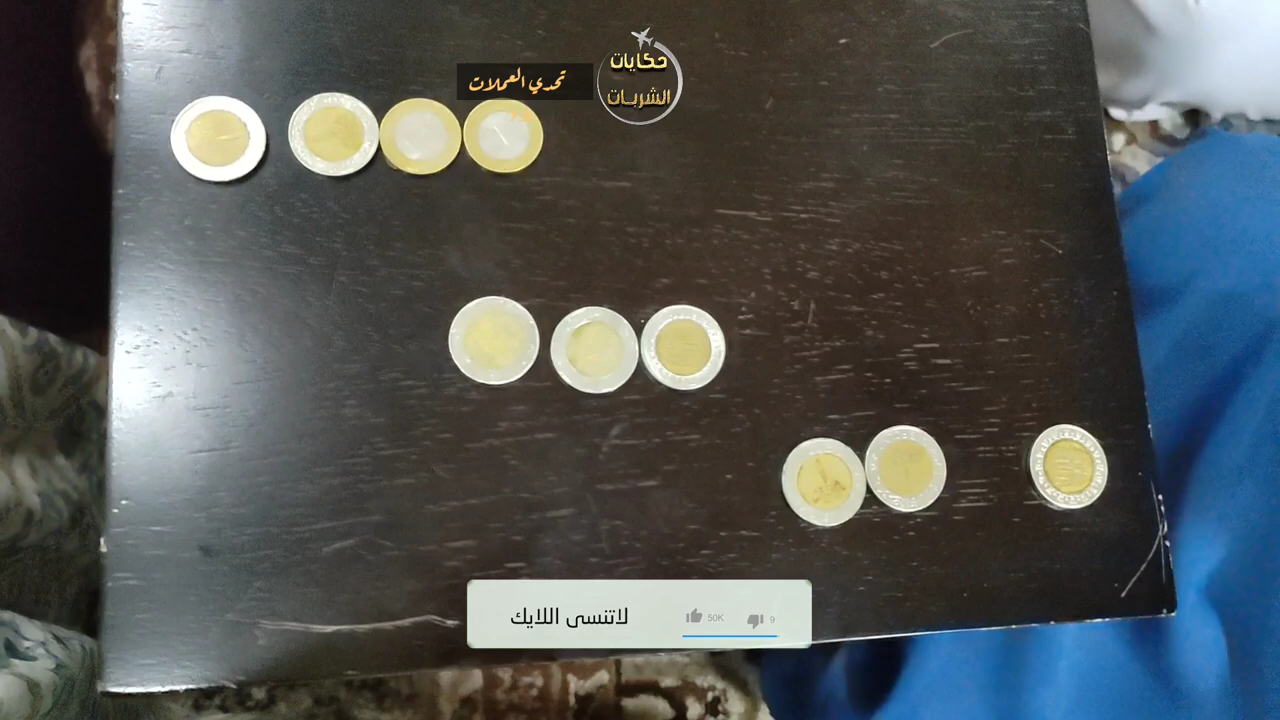 حكايات
الشربات
تحدي العملات
لاتنسى اللايك
50K
9